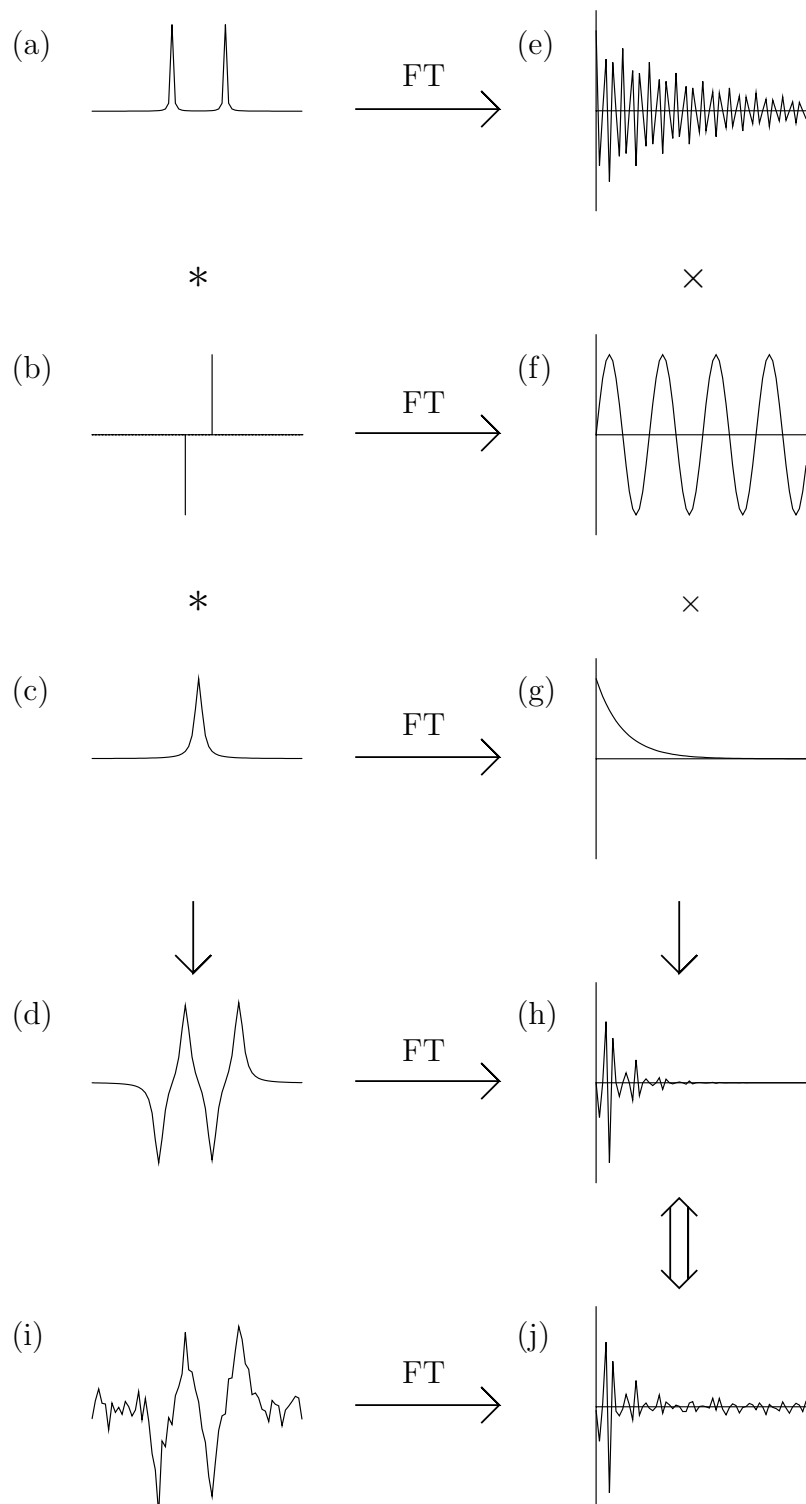 (a) FT (e)
* ×
(b) FT (f)
* ×
(c) FT (g)
(d) FT (h)
(i) FT (j)